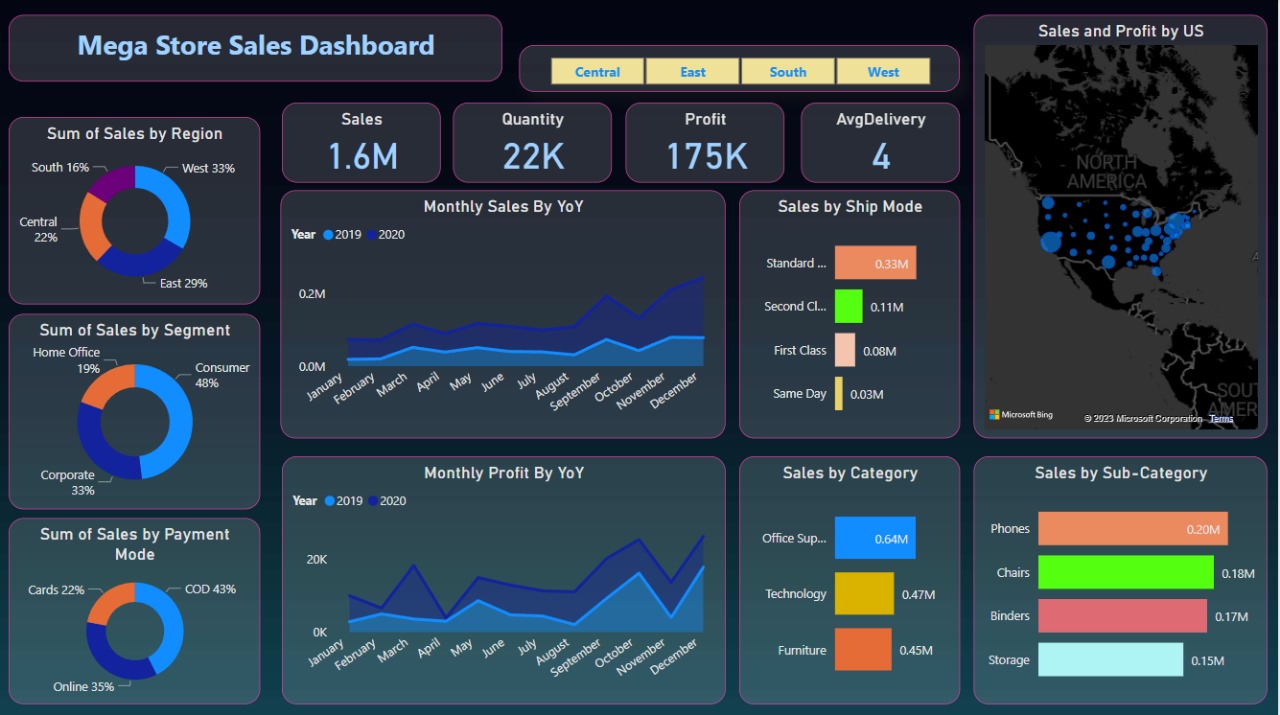 Mega Store Sales Dashboard
Central East South West
Sales
1.6M
Quantity
22K
Profit
175K
AvgDelivery
4
Sales and Profit by US
NORTH
AMERICA
Microsoft Bing
© 2023 Microsoft Corporation Terms
Sum of Sales by Region
South 16%
West 33%
Central
22%
East 29%
Monthly Sales By YoY
Year 2019 2020
0.2M
0.0M
January February March April May June July August September October November December
Sales by Ship Mode
Standard ... 0.33M
Second Cl... 0.11M
First Class 0.08M
Same Day 0.03M
Sum of Sales by Segment
Home Office
19%
Consumer
48%
Corporate
33%
Monthly Profit By YoY
Year 2019 2020
20K
0K
January February March April May June July August September October November December
Sales by Category
Office Sup... 0.64M
Technology 0.47M
Furniture 0.45M
Sales by Sub-Category
Phones 0.20M
Chairs 0.18M
Binders 0.17M
Storage 0.15M
Sum of Sales by Payment
Mode
Cards 22%
COD 43%
Online 35%